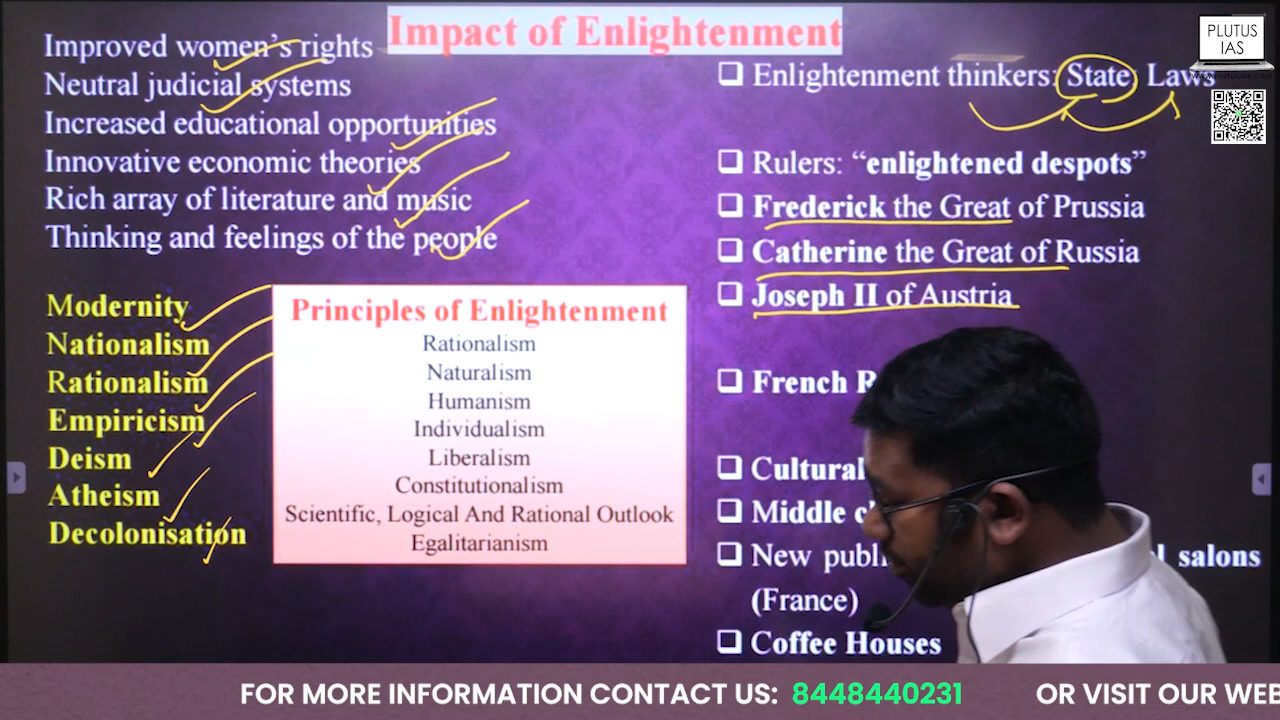 Impact of Enlightenment
Improved women's rights
Neutral judicial systems
Increased educational opportunities
Innovative economic theories
Rich array of literature and music
Thinking and feelings of the people
Modernity
Nationalism
Rationalism
Empiricism
Deism
Atheism
Decolonisation
Principles of Enlightenment
Rationalism
Naturalism
Humanism
Individualism
Liberalism
Constitutionalism
Scientific, Logical And Rational Outlook
Egalitarianism
Enlightenment thinkers: State Laws
Rulers: “enlightened despots”
Frederick the Great of Prussia
Catherine the Great of Russia
Joseph II of Austria
French R
Cultural
Middle c
New publ l salons
(France)
Coffee Houses
PLUTUS
IAS
FOR MORE INFORMATION CONTACT US: 8448440231 OR VISIT OUR WEB